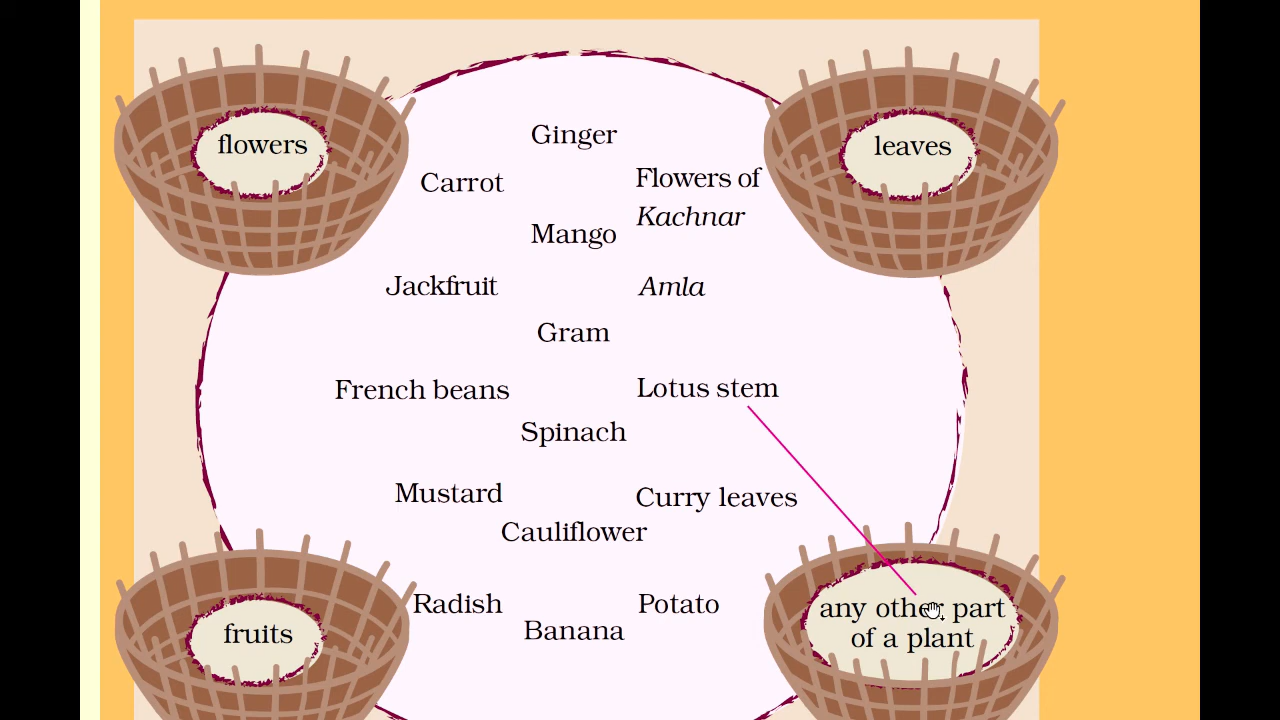 flowers
leaves
Ginger
Carrot
Flowers of
Kachnar
Mango
Jackfruit
Amla
Gram
French beans
Lotus stem
Spinach
Mustard
Curry leaves
Cauliflower
Radish
Potato
Banana
fruits
any other part
of a plant